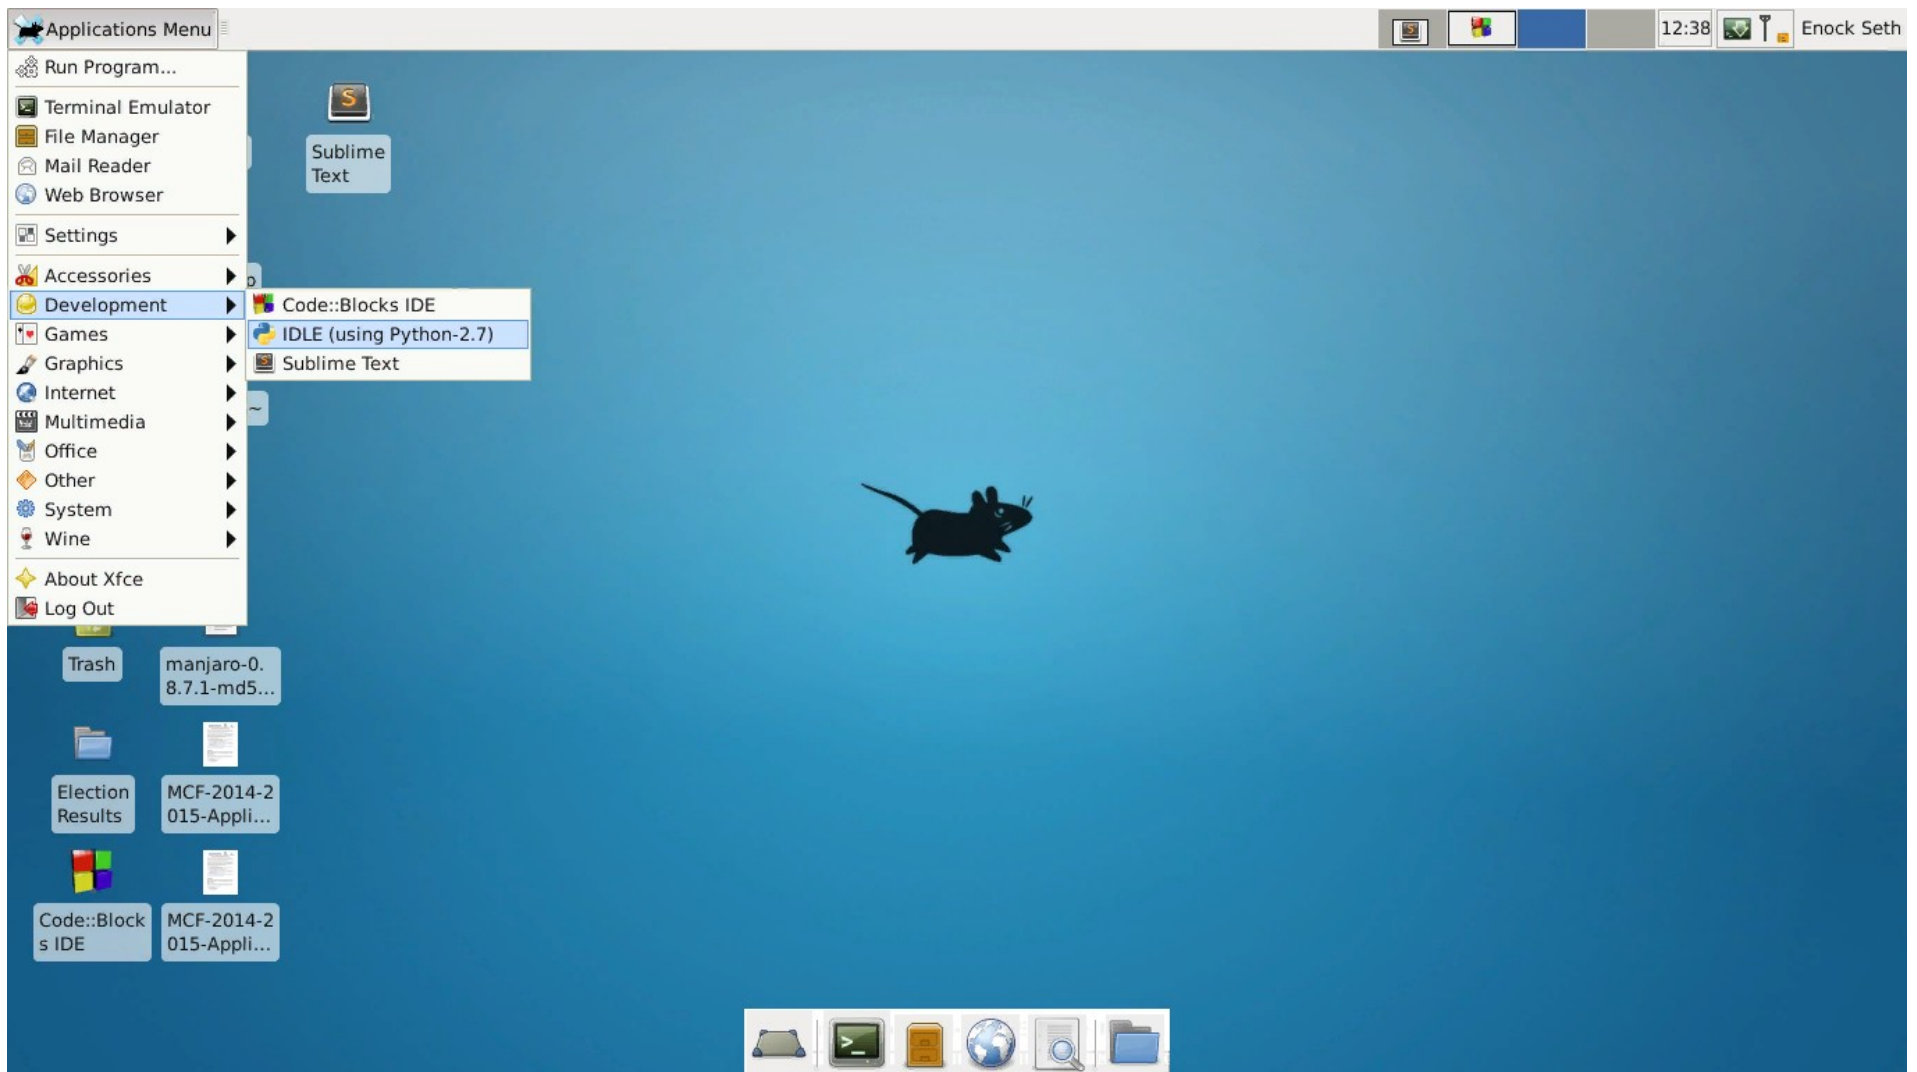 Applications Menu
12:38
Enock Seth
Run Program...
Terminal Emulator
File Manager
Mail Reader
Web Browser
Settings
Accessories
Development
Games
Graphics
Internet
Multimedia
Office
Other
System
Wine
About Xfce
Log Out
Code::Blocks IDE
IDLE (using Python-2.7)
Sublime Text
Sublime
Text
p
~
Trash
manjaro-0.
8.7.1-md5...
Election
Results
MCF-2014-2
015-Appli...
Code::Block
s IDE
MCF-2014-2
015-Appli...